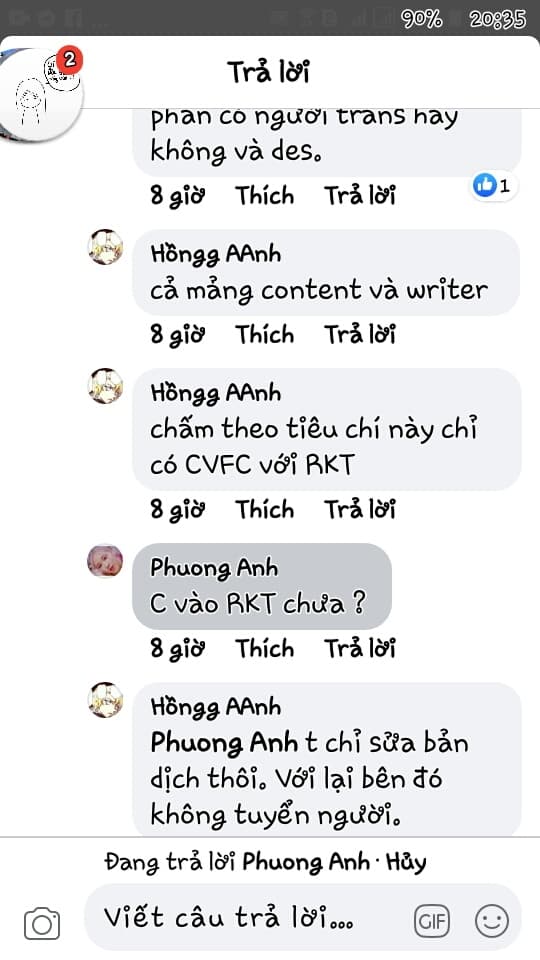 90% 20:35
2
Trả lời
phần có người trans hay
không và des.
8 giờ Thích Trả lời
1
Hồngg AAnh
cả mảng content và writer
8 giờ Thích Trả lời
Hồngg AAnh
chấm theo tiêu chí này chỉ
có CVFC với RKT
8 giờ Thích Trả lời
Phuong Anh
C vào RKT chưa ?
8 giờ Thích Trả lời
Hồngg AAnh
Phuong Anh t chỉ sửa bản
dịch thôi. Với lại bên đó
không tuyển người.
Đang trả lời Phuong Anh · Hủy
Viết câu trả lời...
GIF